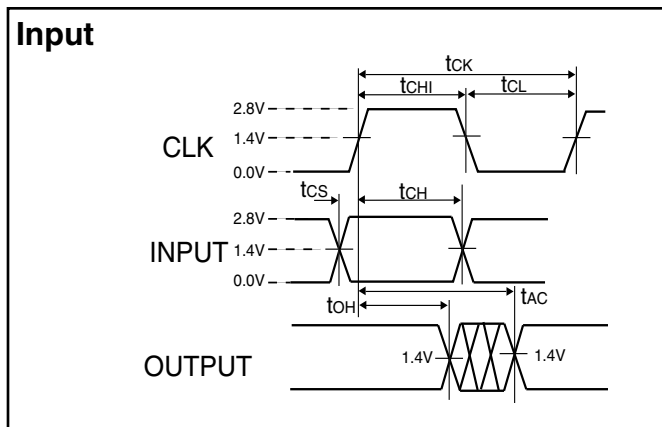 Input
tCK
tCHI tCL
2.8V
CLK 1.4V
0.0V
tCS tCH
2.8V
INPUT 1.4V
0.0V
tAC
tOH
1.4V 1.4V
OUTPUT